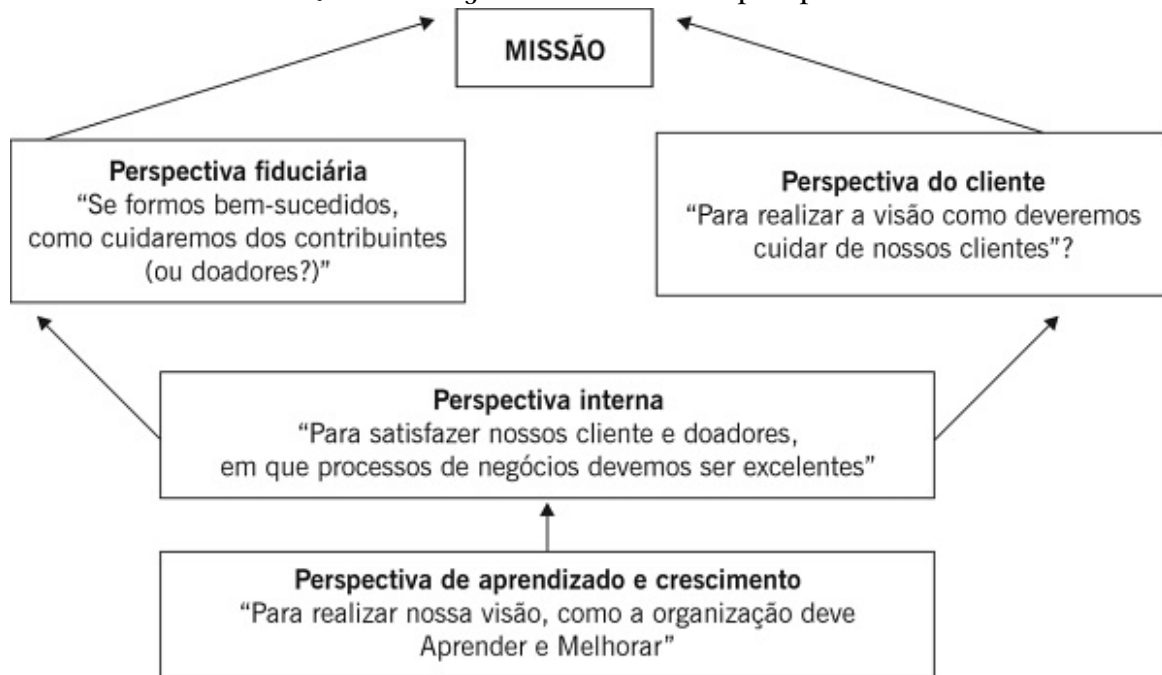 MISSÃO
Perspectiva fiduciária
“Se formos bem-sucedidos,
como cuidaremos dos contribuintes
(ou doadores?)”
Perspectiva do cliente
“Para realizar a visão como deveremos
cuidar de nossos clientes”?
Perspectiva interna
“Para satisfazer nossos cliente e doadores,
em que processos de negócios devemos ser excelentes”
Perspectiva de aprendizado e crescimento
“Para realizar nossa visão, como a organização deve
Aprender e Melhorar”